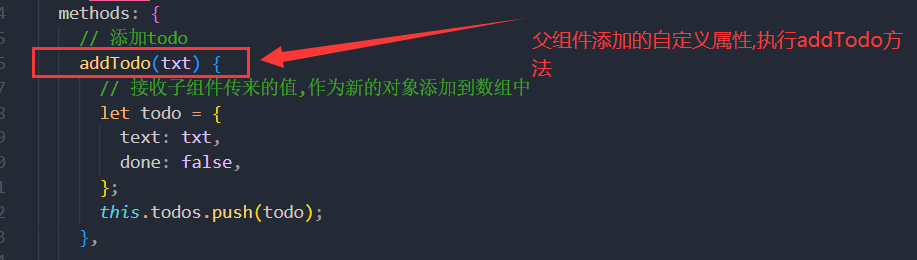 methods: {
// 添加todo
addTodo(txt) {
父组件添加的自定义属性,执行addTodo方
法
// 接收子组件传来的值,作为新的对象添加到数组中
let todo = {
text: txt,
done: false,
};
this.todos.push(todo);
},